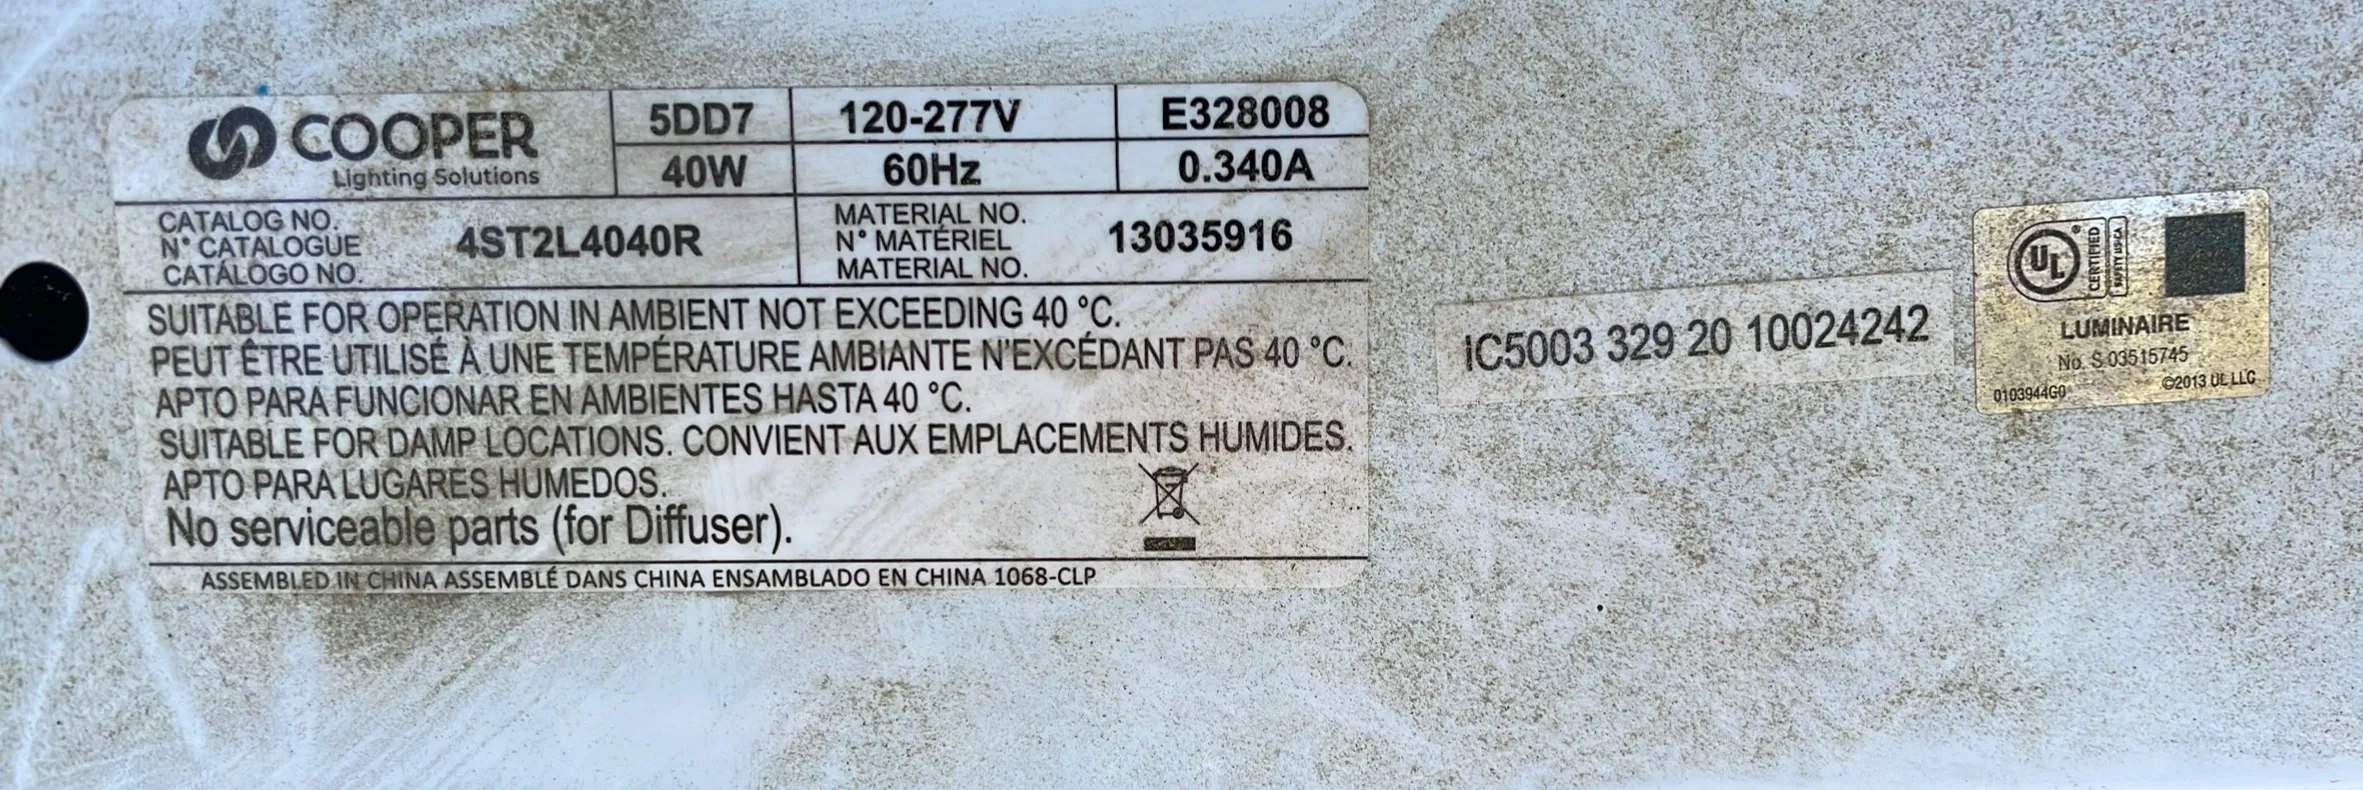 COOPER
Lighting Solutions
5DD7
120-277V
E328008
40W
60Hz
0.340A
CATALOG NO.
N° CATALOGUE
CATÁLOGO NO.
4ST2L4040R
MATERIAL NO.
N° MATÉRIEL
MATERIAL NO.
13035916
SUITABLE FOR OPERATION IN AMBIENT NOT EXCEEDING 40 °C.
PEUT ÊTRE UTILISÉ À UNE TEMPÉRATURE AMBIANTE N'EXCÉDANT PAS 40 °C.
APTO PARA FUNCIONAR EN AMBIENTES HASTA 40 °C.
SUITABLE FOR DAMP LOCATIONS. CONVIENT AUX EMPLACEMENTS HUMIDES.
APTO PARA LUGARES HUMEDOS.
No serviceable parts (for Diffuser).
ASSEMBLED IN CHINA ASSEMBLÉ DANS CHINA ENSAMBLADO EN CHINA 1068-CLP
IC5003 329 20 10024242
UL
®
CERTIFIED
SAFETY US-CA
LUMINAIRE
No. S 03515745
©2013 UL LLC
0103944G0